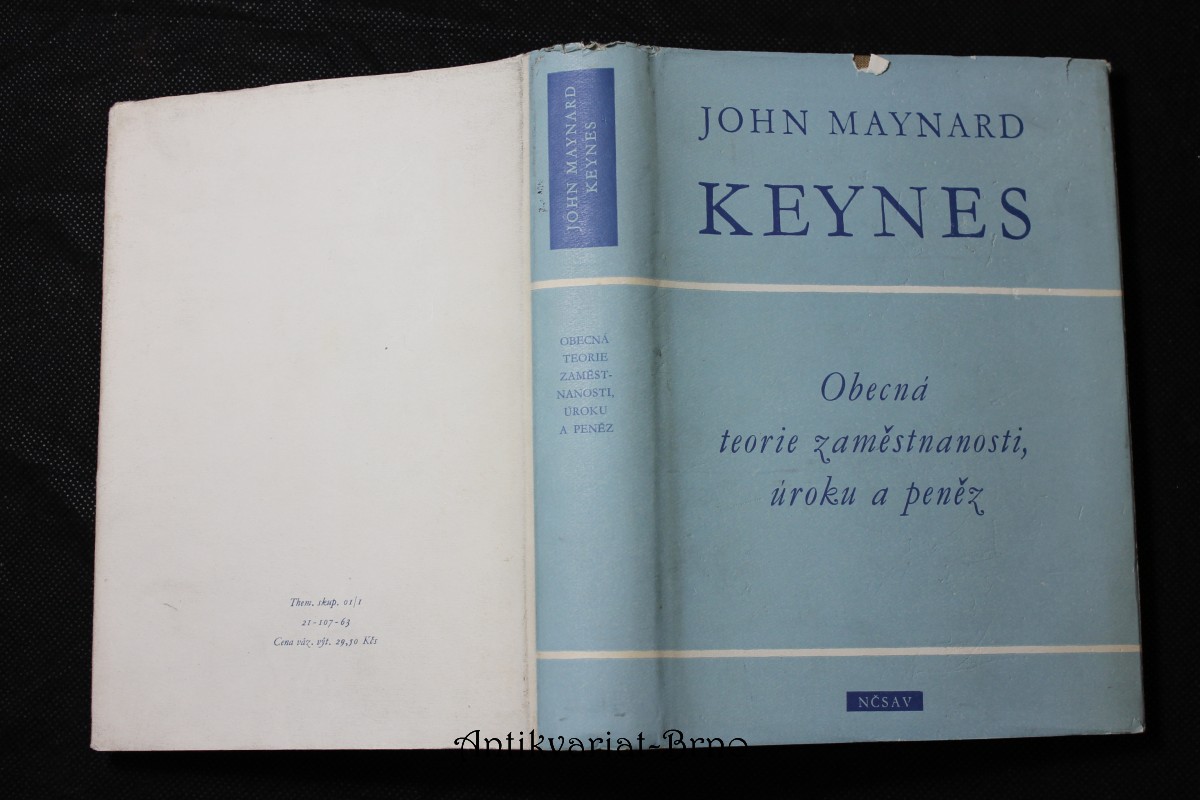 Them. skup. 01/1
21-107-63
Cena váz. výt. 29,50 Kčs
JOHN MAYNARD
KEYNES
OBECNÁ
TEORIE
ZAMĚST-
NANOSTI,
ÚROKU
A PENĚZ
JOHN MAYNARD
KEYNES
Obecná
teorie zaměstnanosti,
úroku a peněz
NČSAV
Antikvariat-Brno